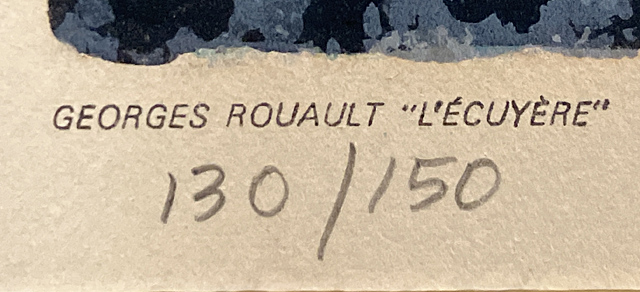 GEORGES ROUAULT "L'ÉCUYÈRE"
130/150